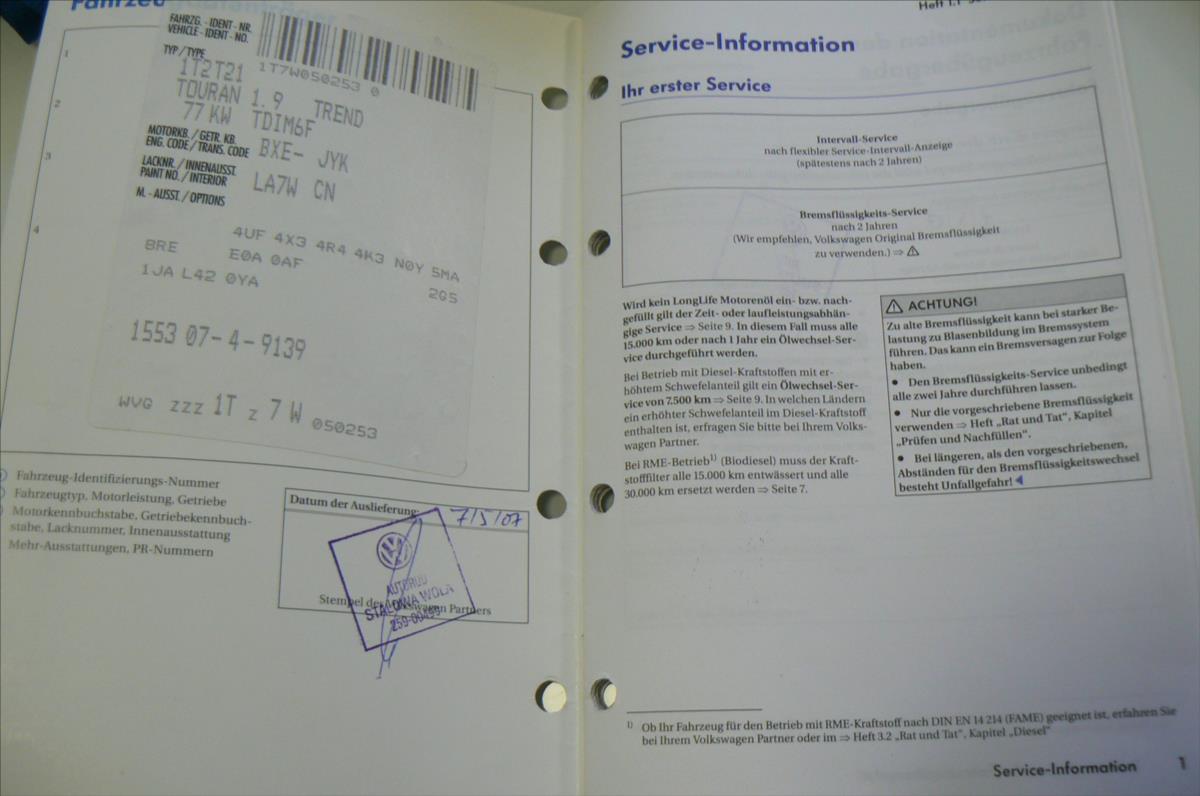 FAHRZG. - IDENT - NR.
VEHICLE - IDENT - NO.
1T7W050253 0
TYP / TYPE
1T2T21
TOURAN 1.9 TREND
77 KW TDIM6F
MOTORKB. / GETR. KB.
ENG. CODE / TRANS. CODE
BXE- JYK
LACKNR. / INNENAUSST.
PAINT NO. / INTERIOR
LA7W CN
M. - AUSST. / OPTIONS
4UF 4X3 4R4 4K3 N0Y 5MA
BRE E0A 0AF
2G5
1JA L42 0YA
1553 07-4-9139
WVG ZZZ 1T Z 7 W 050253
1
2
3
4
Fahrzeug-Identifizierungs-Nummer
Fahrzeugtyp, Motorleistung, Getriebe
Motorkennbuchstabe, Getriebekennbuch-
stabe, Lacknummer, Innenausstattung
Mehr-Ausstattungen, PR-Nummern
Datum der Auslieferung:
7/5/07
STALOWA WOLA
Stempel des Volkswagen Partners
Service-Information
Ihr erster Service
Intervall-Service
nach flexibler Service-Intervall-Anzeige
(spätestens nach 2 Jahren)
Bremsflüssigkeits-Service
nach 2 Jahren
(Wir empfehlen, Volkswagen Original Bremsflüssigkeit
zu verwenden.) ⇒ ⚠
Wird kein LongLife Motorenöl ein- bzw. nach-
gefüllt gilt der Zeit- oder laufleistungsabhän-
gige Service ⇒ Seite 9. In diesem Fall muss alle
15.000 km oder nach 1 Jahr ein Ölwechsel-Ser-
vice durchgeführt werden.
Bei Betrieb mit Diesel-Kraftstoffen mit er-
höhtem Schwefelanteil gilt ein Ölwechsel-Ser-
vice von 7.500 km ⇒ Seite 9. In welchen Ländern
ein erhöhter Schwefelanteil im Diesel-Kraftstoff
enthalten ist, erfragen Sie bitte bei Ihrem Volks-
wagen Partner.
Bei RME-Betrieb¹⁾ (Biodiesel) muss der Kraft-
stofffilter alle 15.000 km entwässert und alle
30.000 km ersetzt werden ⇒ Seite 7.
⚠ ACHTUNG!
Zu alte Bremsflüssigkeit kann bei starker Be-
lastung zu Blasenbildung im Bremssystem
führen. Das kann ein Bremsversagen zur Folge
haben.
• Den Bremsflüssigkeits-Service unbedingt
alle zwei Jahre durchführen lassen.
• Nur die vorgeschriebene Bremsflüssigkeit
verwenden ⇒ Heft „Rat und Tat“, Kapitel
„Prüfen und Nachfüllen“.
• Bei längeren, als den vorgeschriebenen,
Abständen für den Bremsflüssigkeitswechsel
besteht Unfallgefahr! ◀
¹⁾ Ob Ihr Fahrzeug für den Betrieb mit RME-Kraftstoff nach DIN EN 14 214 (FAME) geeignet ist, erfahren Sie
bei Ihrem Volkswagen Partner oder im ⇒ Heft 3.2 „Rat und Tat“, Kapitel „Diesel“
Service-Information 1